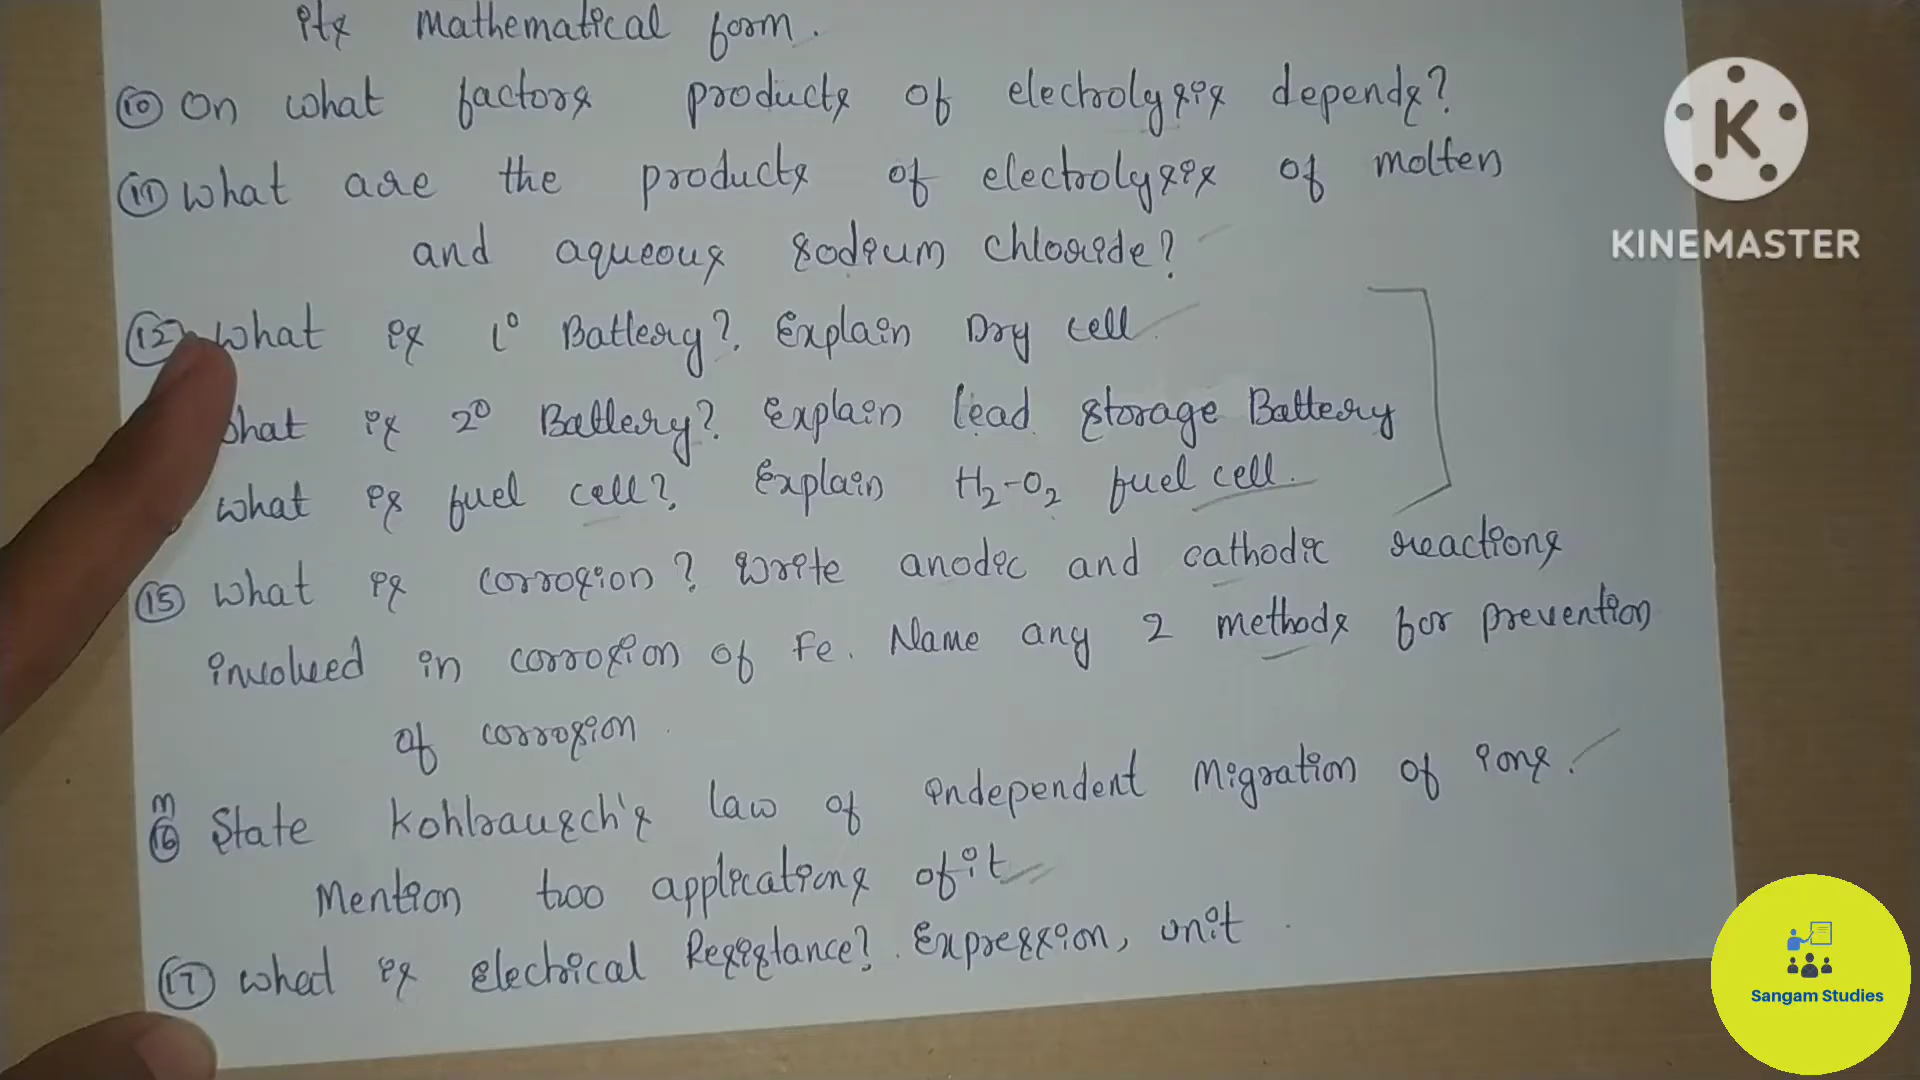 its mathematical form.
⑩ On what factors products of electrolysis depends?
⑪ What are the products of electrolysis of molten
and aqueous sodium chloride?
⑫ What is 1° Battery? Explain Dry cell
What is 2° Battery? Explain lead storage Battery
What is fuel cell? Explain H₂-O₂ fuel cell.
⑮ What is corrosion? Write anodic and cathodic reactions
involved in corrosion of Fe. Name any 2 methods for prevention
of corrosion.
m
⑯ State Kohlrausch's law of independent Migration of ions.
Mention two applications of it
⑰ What is electrical Resistance? Expression, unit
KINEMASTER
Sangam Studies